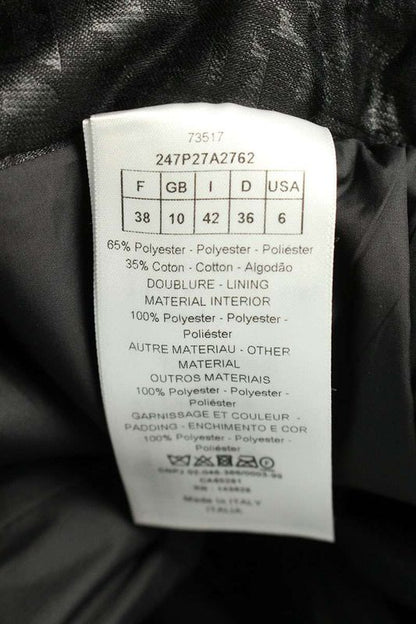 73517
247P27A2762
F GB I D USA
38 10 42 36 6
65% Polyester - Polyester - Poliéster
35% Coton - Cotton - Algodão
DOUBLURE - LINING
MATERIAL INTERIOR
100% Polyester - Polyester -
Poliéster
AUTRE MATERIAU - OTHER
MATERIAL
OUTROS MATERIAIS
100% Polyester - Polyester -
Poliéster
GARNISSAGE ET COULEUR -
PADDING - ENCHIMENTO E COR
100% Polyester - Polyester -
Poliéster
Made in ITALY
ITALIA